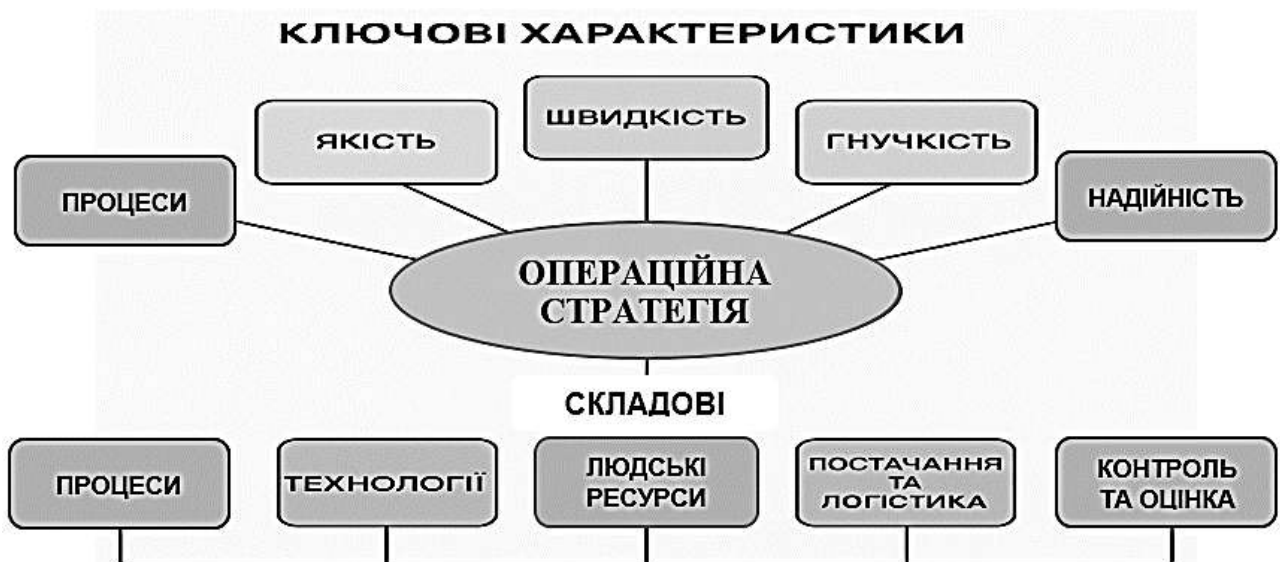 КЛЮЧОВІ ХАРАКТЕРИСТИКИ
ПРОЦЕСИ
ЯКІСТЬ
ШВИДКІСТЬ
ГНУЧКІСТЬ
НАДІЙНІСТЬ
ОПЕРАЦІЙНА
СТРАТЕГІЯ
СКЛАДОВІ
ПРОЦЕСИ
ТЕХНОЛОГІЇ
ЛЮДСЬКІ
РЕСУРСИ
ПОСТАЧАННЯ
ТА
ЛОГІСТИКА
КОНТРОЛЬ
ТА ОЦІНКА